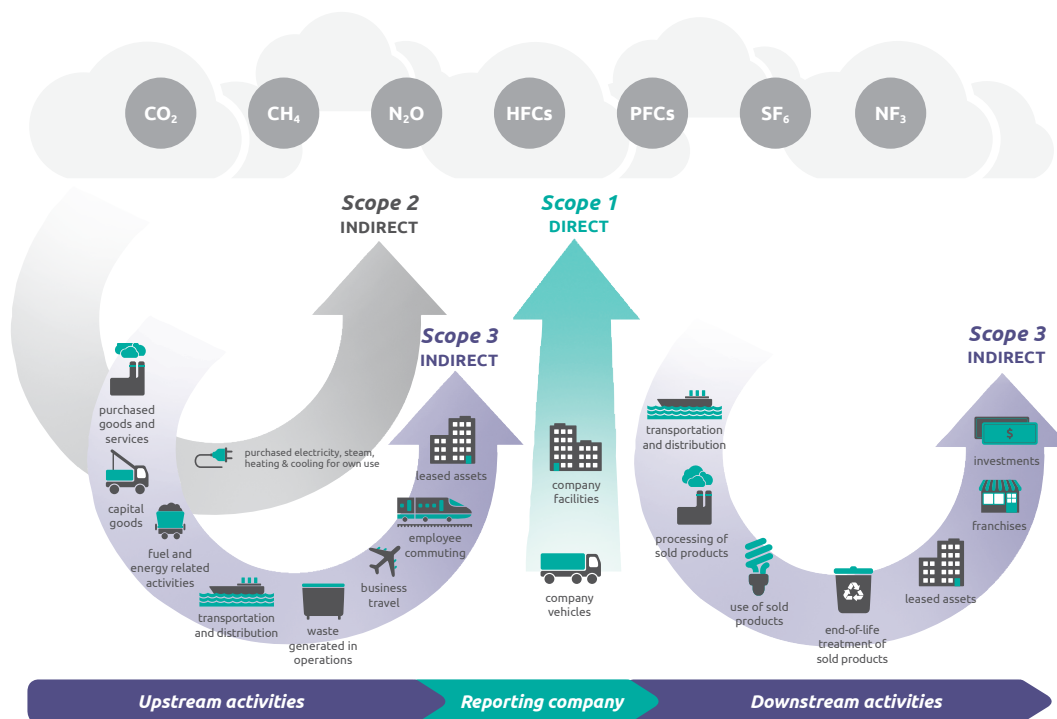 CO₂
CH₄
N₂O
HFCs
PFCs
SF₆
NF₃
Scope 2
INDIRECT
Scope 1
DIRECT
Scope 3
INDIRECT
Scope 3
INDIRECT
purchased
goods and
services
capital
goods
fuel and
energy related
activities
purchased electricity, steam,
heating & cooling for own use
transportation
and distribution
waste
generated in
operations
business
travel
employee
commuting
leased assets
company
facilities
company
vehicles
transportation
and distribution
processing of
sold products
use of sold
products
end-of-life
treatment of
sold products
leased assets
franchises
$
investments
Upstream activities
Reporting company
Downstream activities